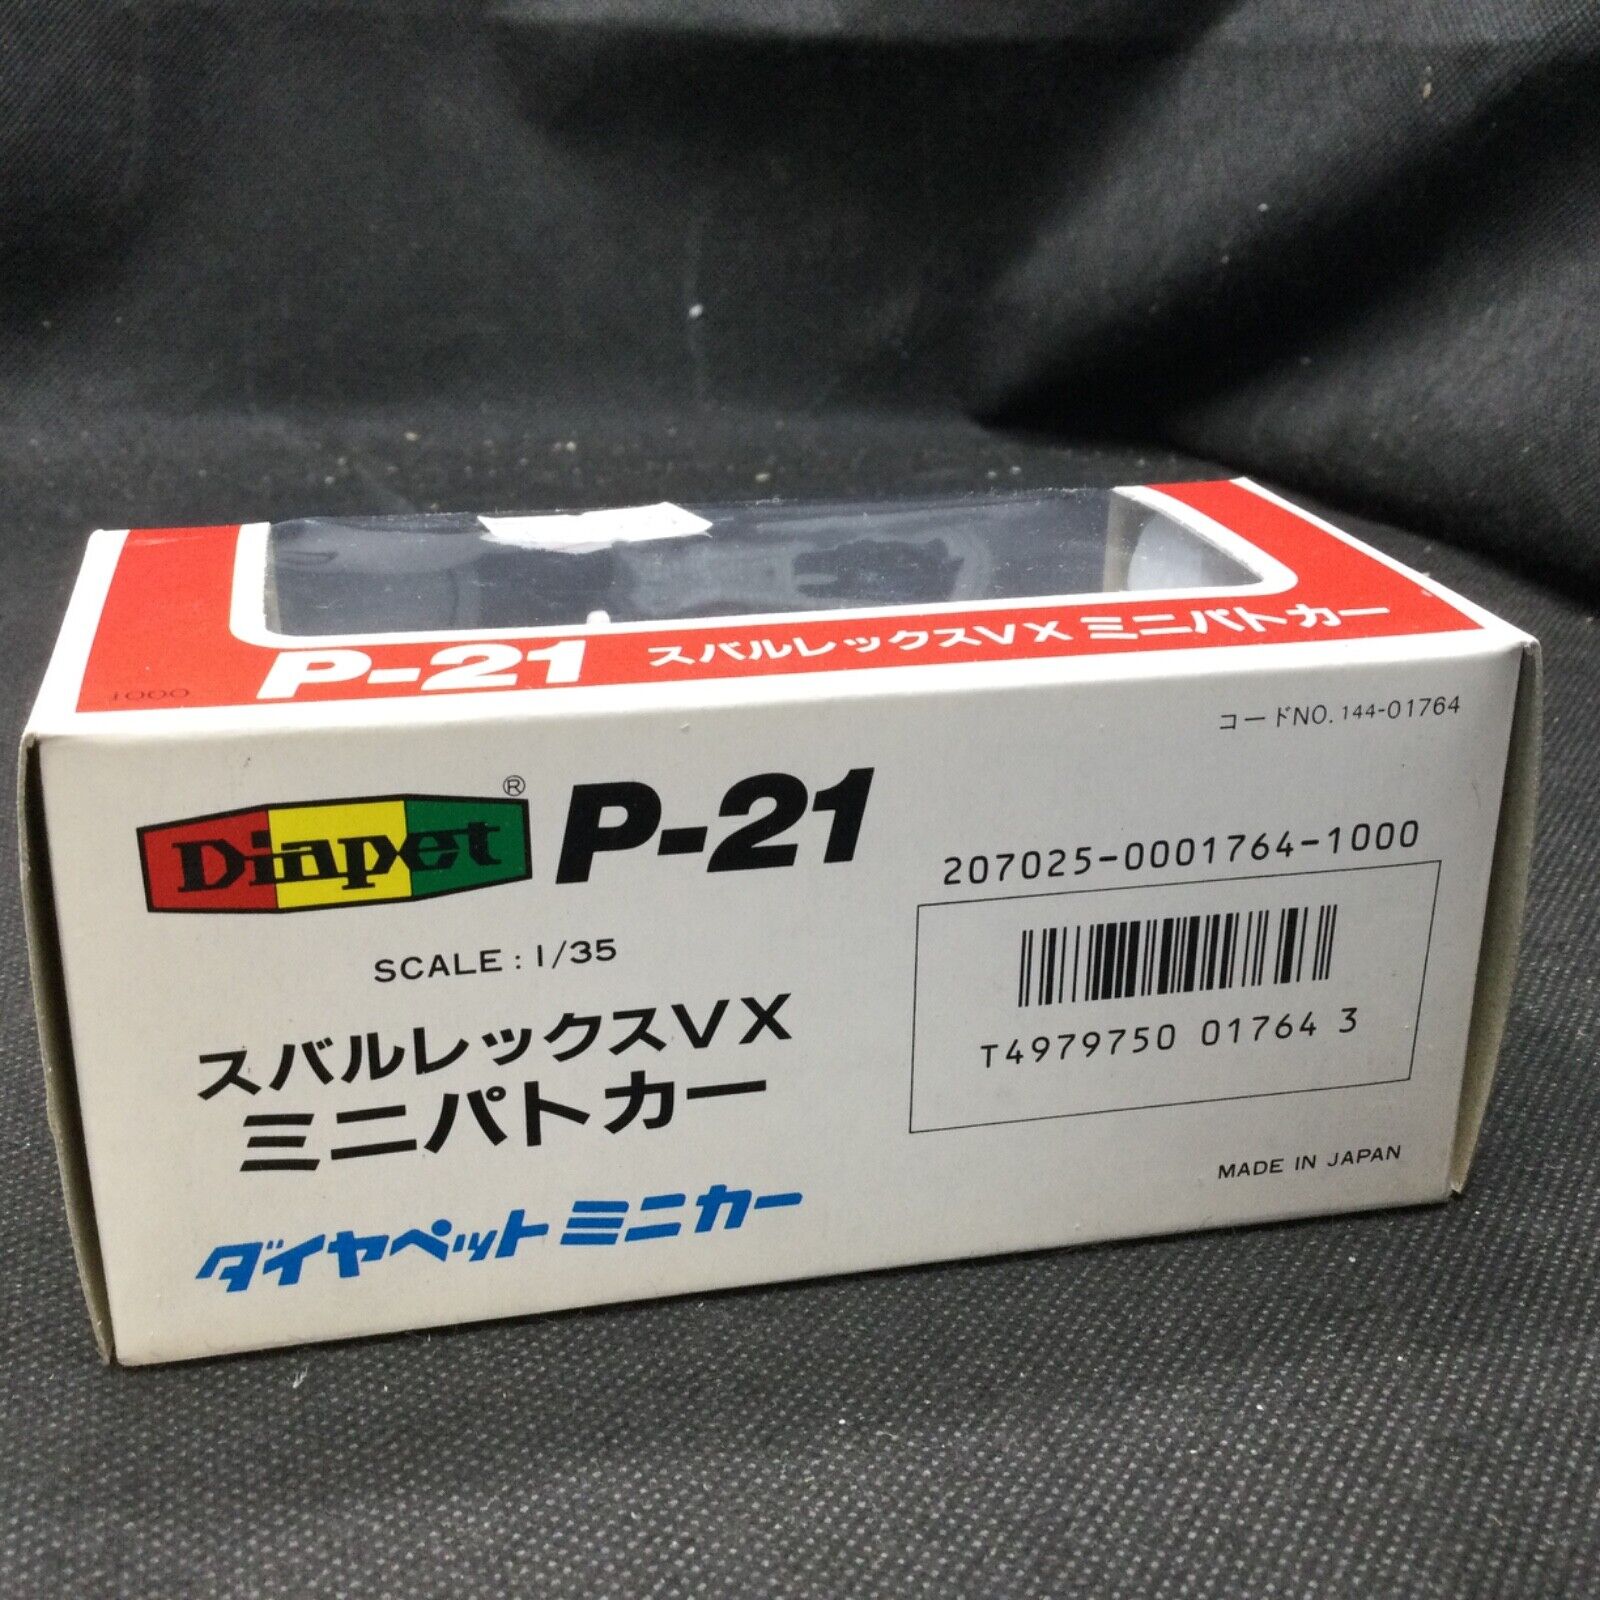 P-21 スバルレックスVX ミニパトカー
1000
コードNO. 144-01764
Diapet® P-21
207025-0001764-1000
SCALE : 1/35
T4979750 01764 3
スバルレックスVX
ミニパトカー
MADE IN JAPAN
ダイヤペット ミニカー